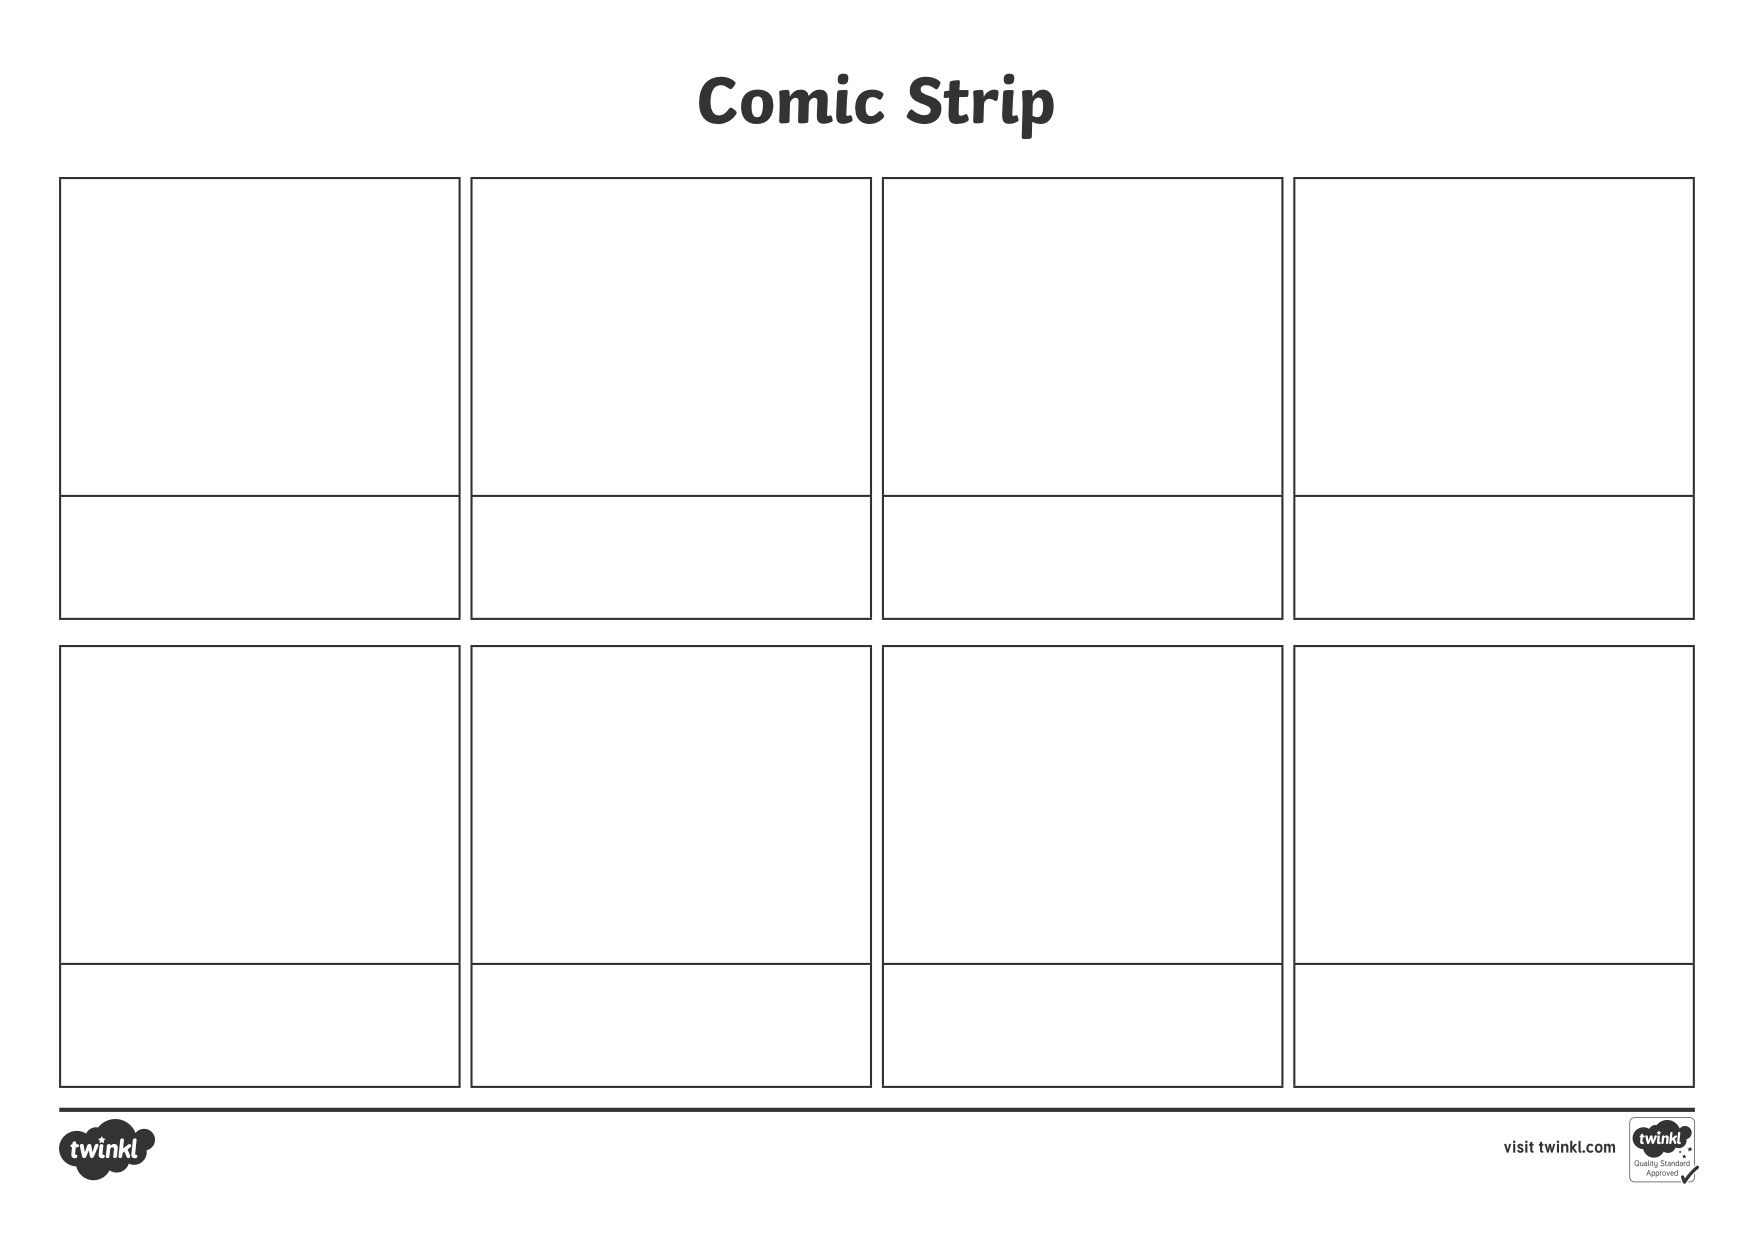 Comic Strip
twinkl
visit twinkl.com
twinkl
Quality Standard
Approved